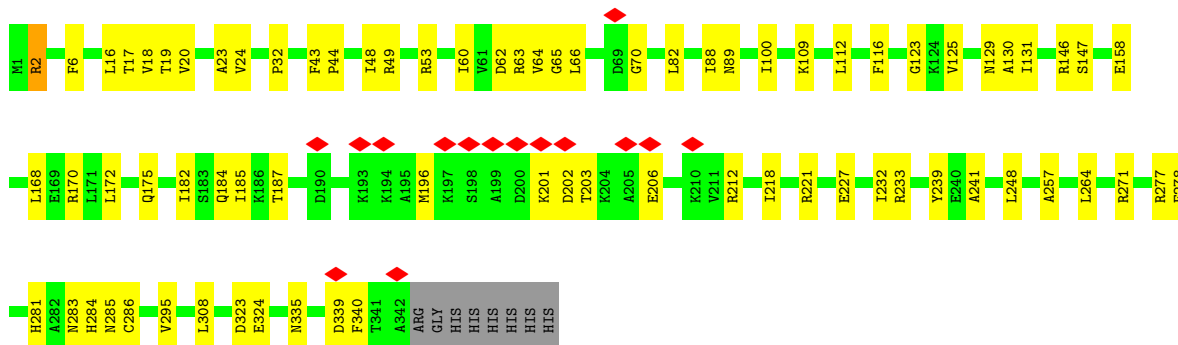 M1 R2 F6 L16 T17 V18 T19 V20 A23 V24 P32 F43 P44 I48 R49 R53 I60 V61 D62 R63 V64 G65 L66 D69 G70 L82 I88 N89 I100 K109 L112 F116 G123 K124 V125 N129 A130 I131 R146 S147 E158
L168 E169 R170 L171 L172 Q175 I182 S183 Q184 I185 K186 T187 D190 K193 K194 A195 M196 K197 S198 A199 D200 K201 D202 T203 K204 A205 E206 K210 V211 R212 I218 R221 E227 I232 R233 Y239 E240 A241 L248 A257 L264 R271 R277
H281 A282 N283 H284 N285 C286 V295 L308 D323 E324 N335 D339 F340 T341 A342 ARG GLY HIS HIS HIS HIS HIS HIS